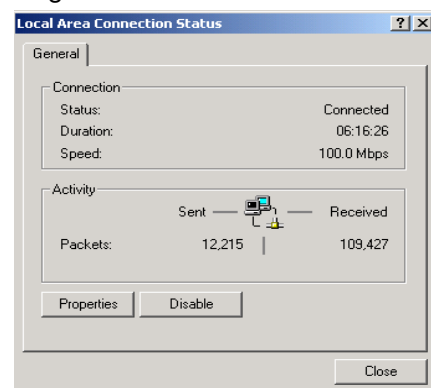 Local Area Connection Status ? X
General
Connection
Status: Connected
Duration: 06:16:26
Speed: 100.0 Mbps
Activity
Sent — — Received
Packets: 12,215 | 109,427
Properties Disable
Close